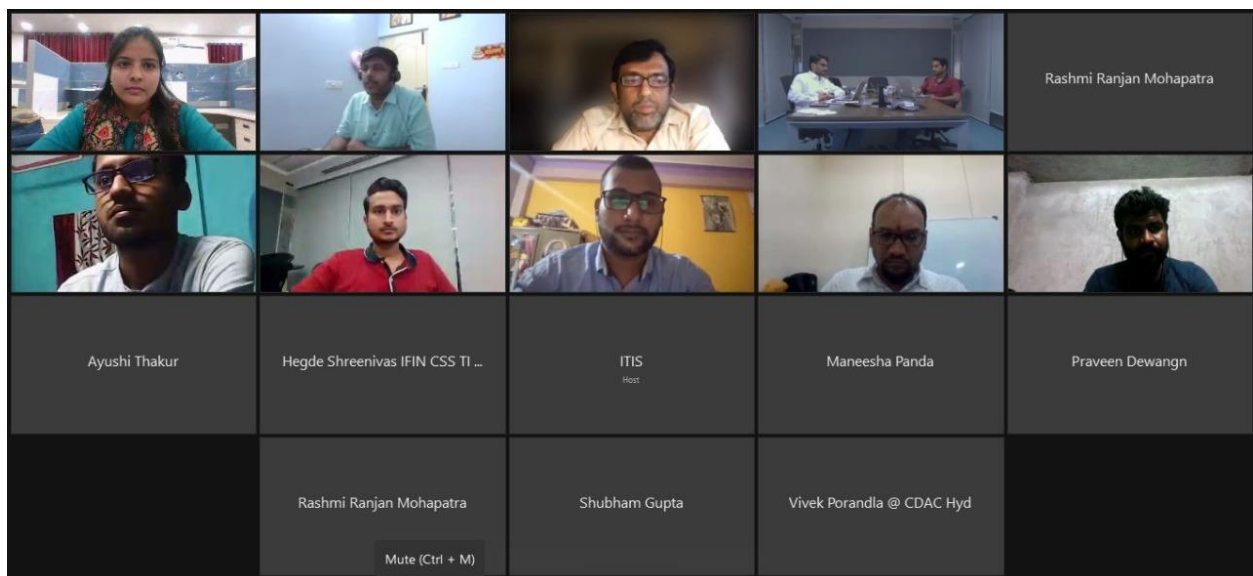 Rashmi Ranjan Mohapatra
Ayushi Thakur
Hegde Shreenivas IFIN CSS TI ...
ITIS
Host
Maneesha Panda
Praveen Dewangn
Rashmi Ranjan Mohapatra
Shubham Gupta
Vivek Porandla @ CDAC Hyd
Mute (Ctrl + M)